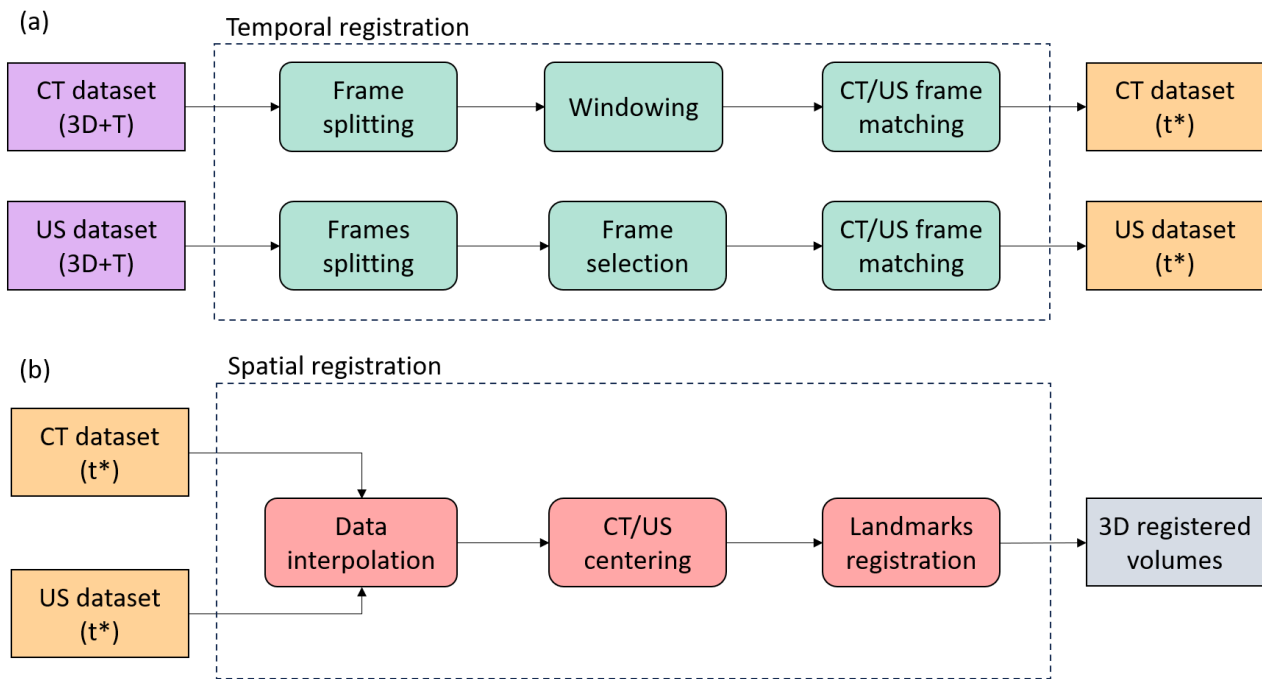 (a)
Temporal registration
CT dataset
(3D+T)
Frame
splitting
Windowing
CT/US frame
matching
CT dataset
(t*)
US dataset
(3D+T)
Frames
splitting
Frame
selection
CT/US frame
matching
US dataset
(t*)
(b)
Spatial registration
CT dataset
(t*)
US dataset
(t*)
Data
interpolation
CT/US
centering
Landmarks
registration
3D registered
volumes